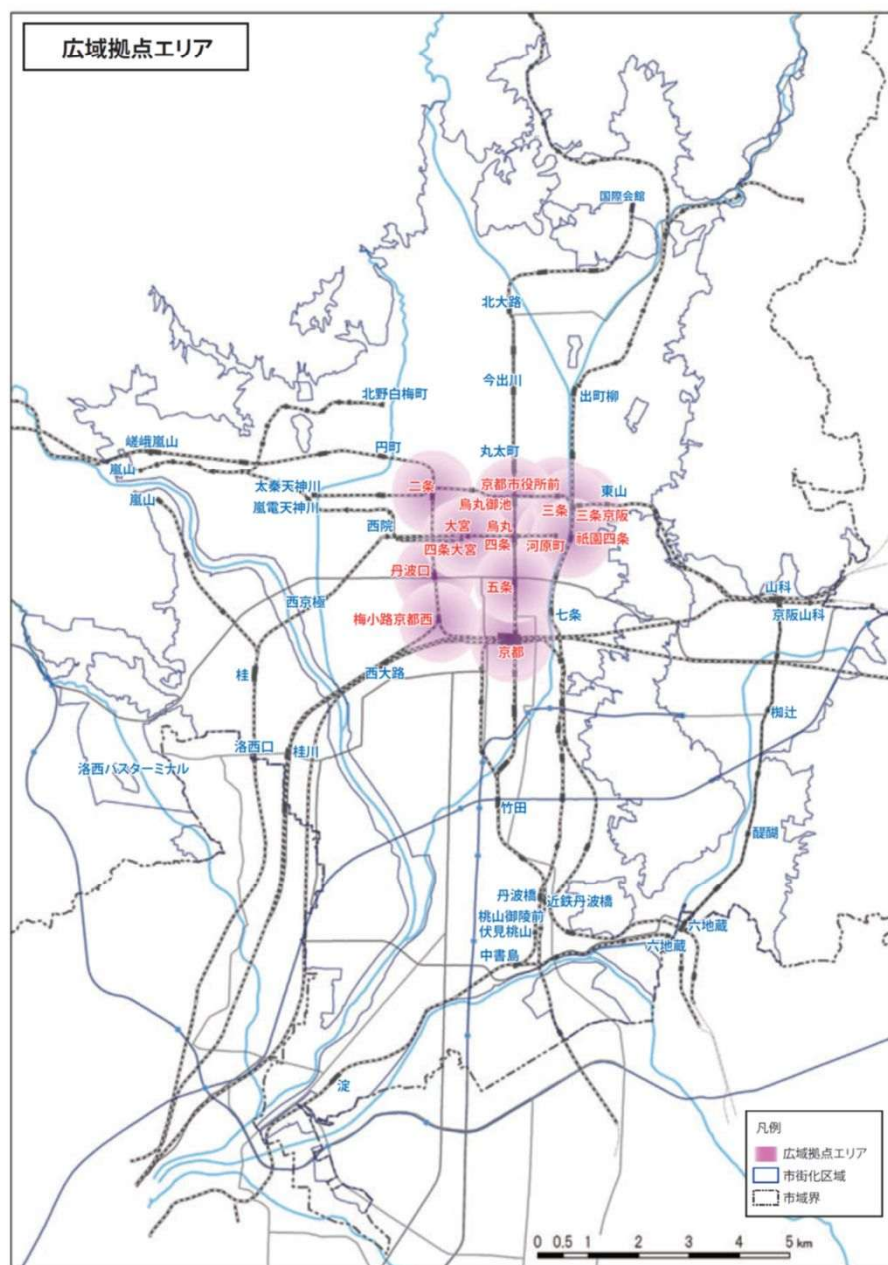 広域拠点エリア
国際会館
北大路
今出川
出町柳
北野白梅町
嵯峨嵐山
円町
丸太町
嵐山
二条
京都市役所前
太秦天神川
烏丸御池
東山
嵐山
嵐電天神川
三条
三条京阪
西院
大宮
烏丸
四条大宮
四条
河原町
祇園四条
丹波口
五条
山科
西京極
梅小路京都西
七条
京阪山科
京都
桂
西大路
椥辻
洛西口
桂川
洛西バスターミナル
竹田
醍醐
丹波橋
近鉄丹波橋
桃山御陵前
伏見桃山
六地蔵
六地蔵
中書島
淀
凡例
広域拠点エリア
市街化区域
市域界
0 0.5 1 2 3 4 5 km